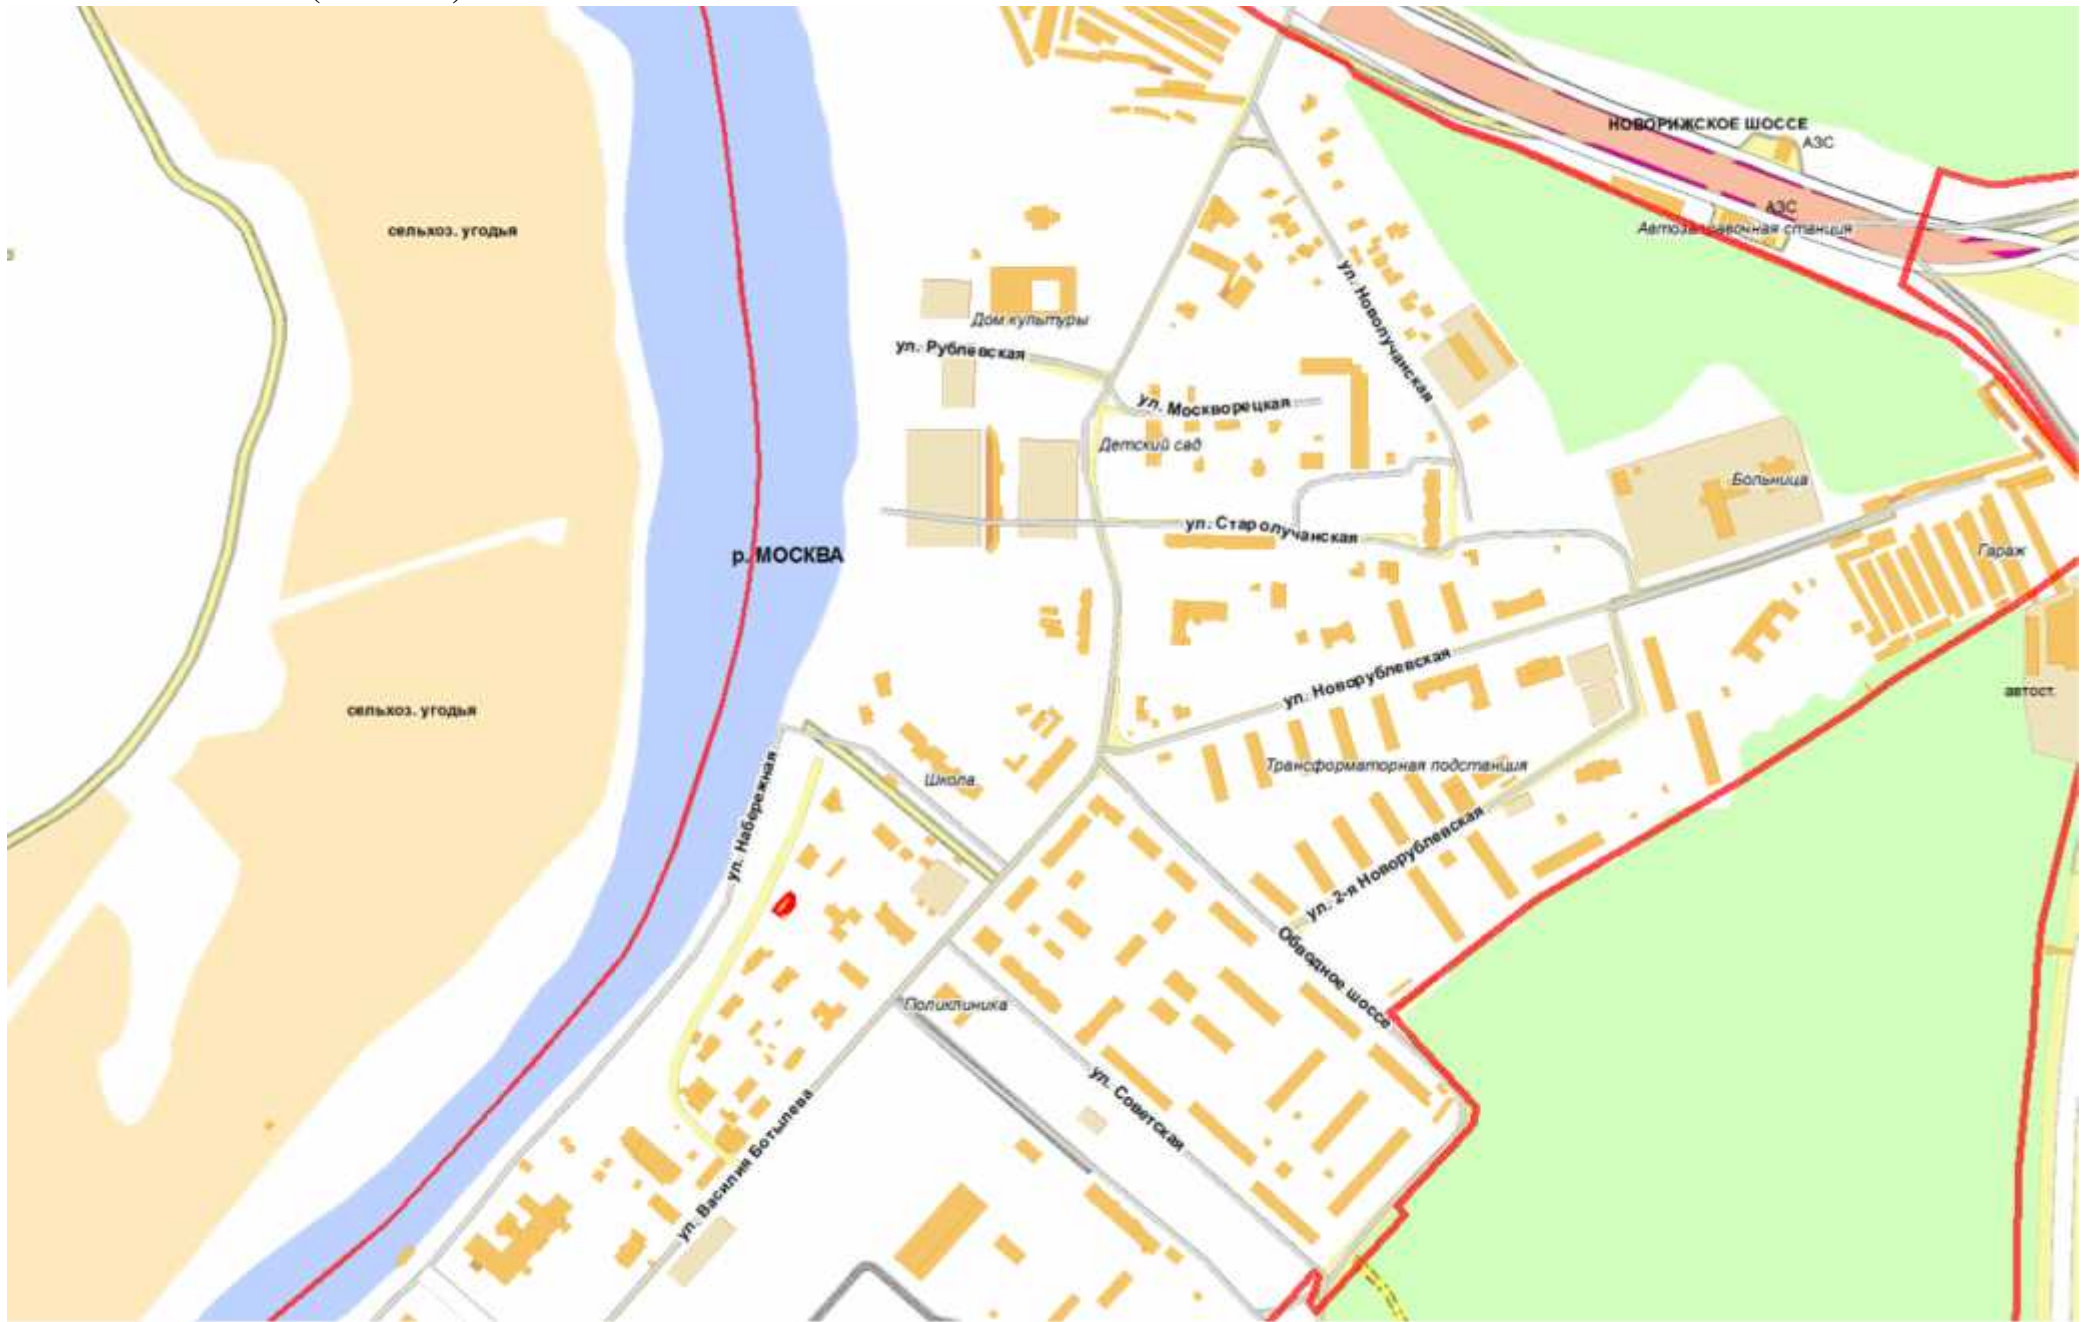 НОВОРИЖСКОЕ ШОССЕ
АЗС
АЗС
Автозаправочная станция
сельхоз. угодья
ул. Новолучанская
Дом культуры
ул. Рублевская
ул. Москворецкая
Детский сад
Больница
ул. Старолучанская
р. МОСКВА
Гараж
ул. Новорублевская
автост.
сельхоз. угодья
Трансформаторная подстанция
Школа
ул. Набережная
ул. 2-я Новорублевская
Обводное шоссе
Поликлиника
ул. Советская
ул. Василия Ботылева